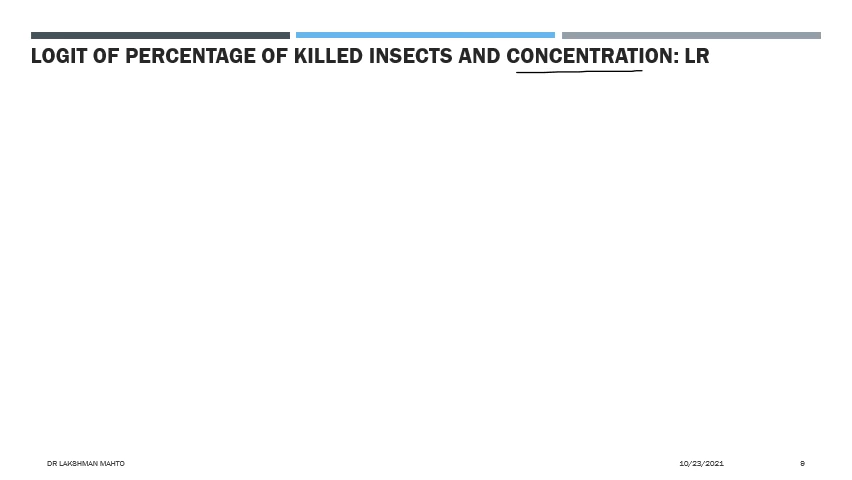 LOGIT OF PERCENTAGE OF KILLED INSECTS AND CONCENTRATION: LR
DR LAKSHMAN MAHTO 10/23/2021 9